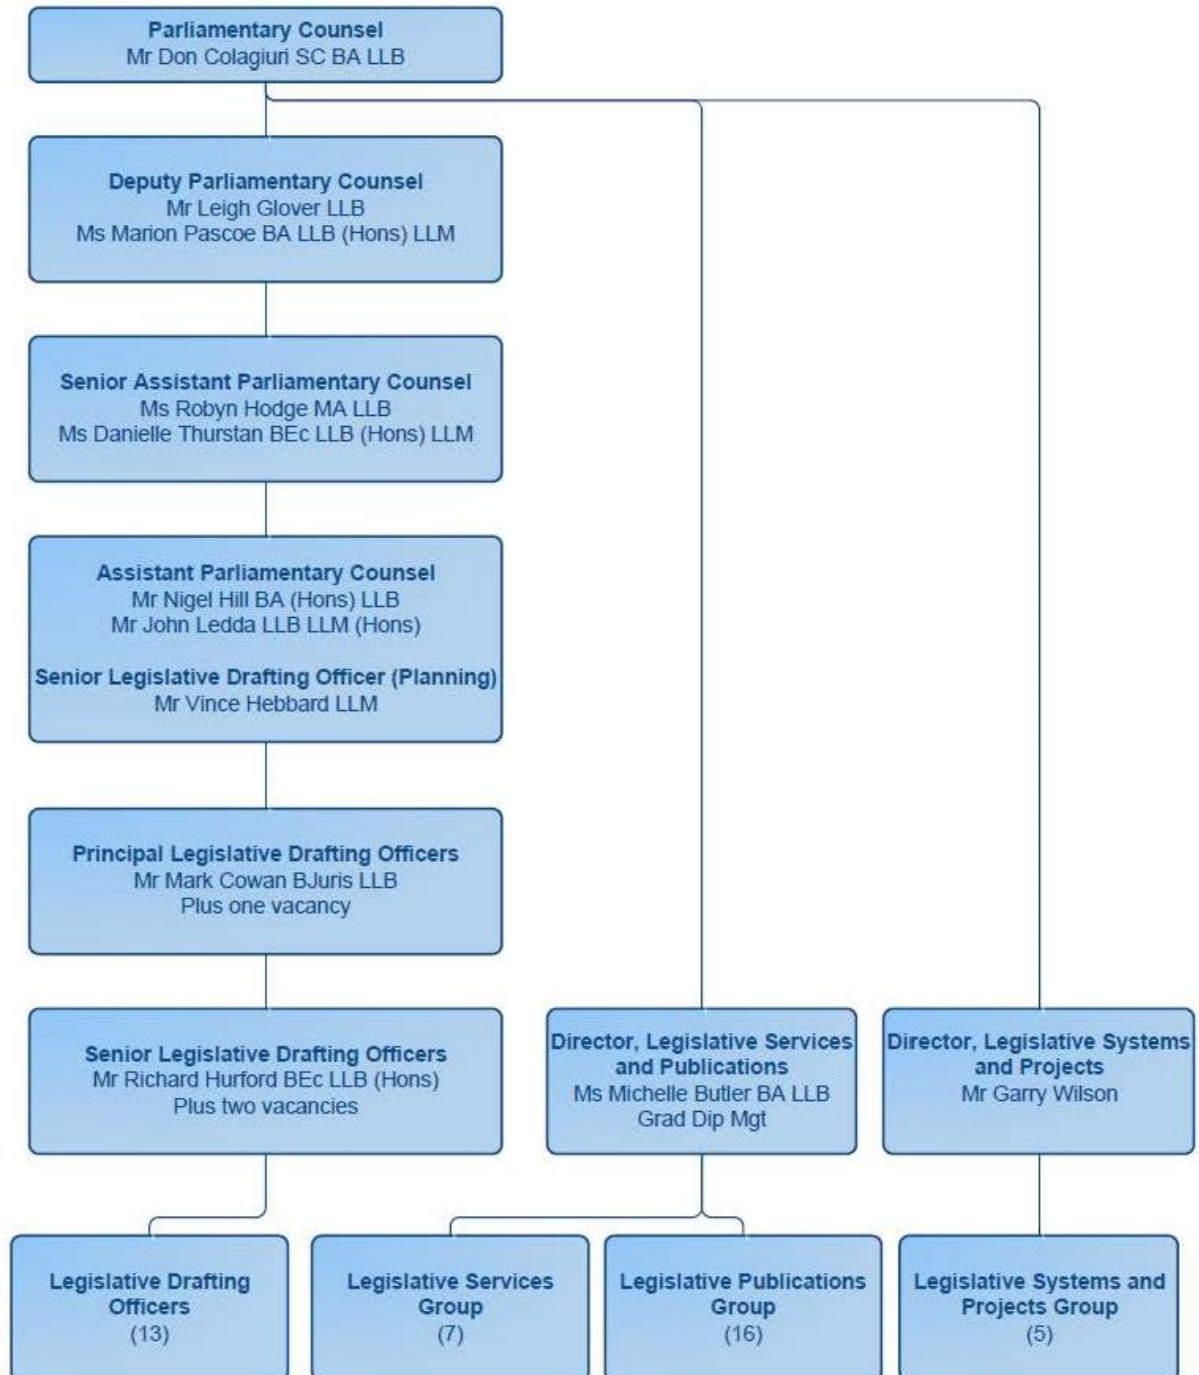 Parliamentary Counsel
Mr Don Colagiuri SC BA LLB
Deputy Parliamentary Counsel
Mr Leigh Glover LLB
Ms Marion Pascoe BA LLB (Hons) LLM
Senior Assistant Parliamentary Counsel
Ms Robyn Hodge MA LLB
Ms Danielle Thurstan BEc LLB (Hons) LLM
Assistant Parliamentary Counsel
Mr Nigel Hill BA (Hons) LLB
Mr John Ledda LLB LLM (Hons)
Senior Legislative Drafting Officer (Planning)
Mr Vince Hebbard LLM
Principal Legislative Drafting Officers
Mr Mark Cowan BJuris LLB
Plus one vacancy
Senior Legislative Drafting Officers
Mr Richard Hurford BEc LLB (Hons)
Plus two vacancies
Director, Legislative Services
and Publications
Ms Michelle Butler BA LLB
Grad Dip Mgt
Director, Legislative Systems
and Projects
Mr Garry Wilson
Legislative Drafting
Officers
(13)
Legislative Services
Group
(7)
Legislative Publications
Group
(16)
Legislative Systems and
Projects Group
(5)